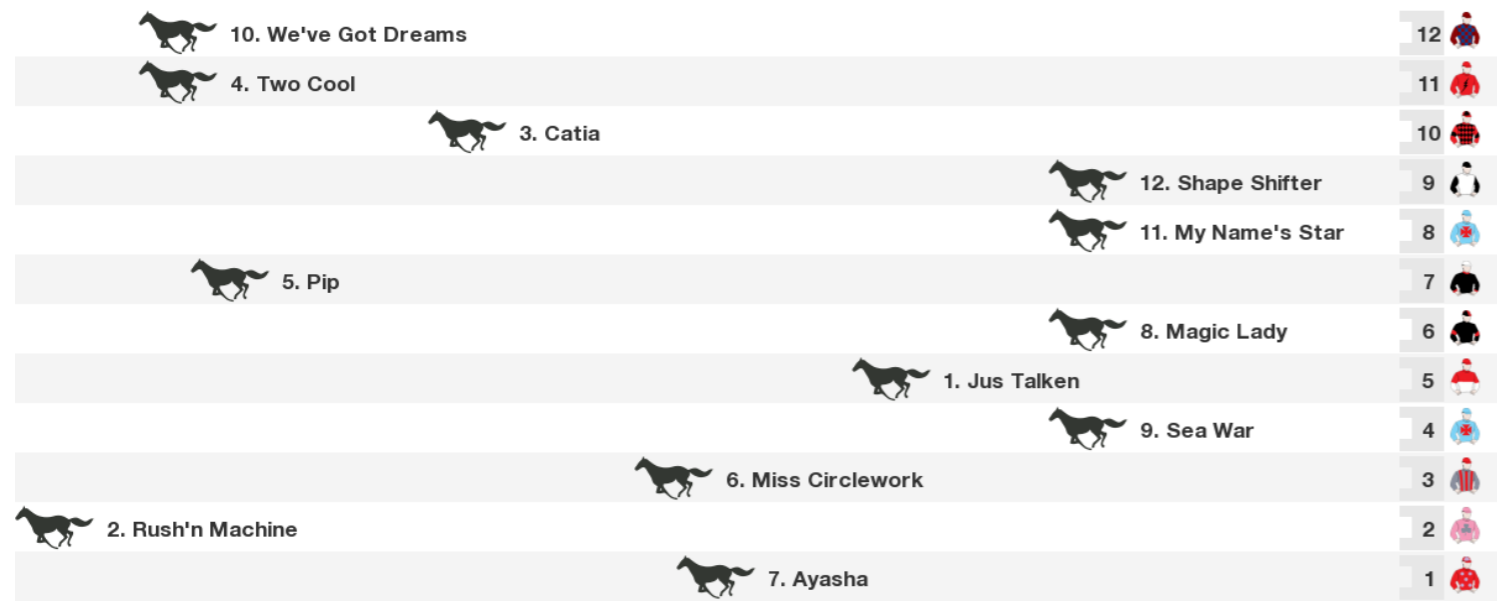 10. We've Got Dreams 12
4. Two Cool 11
3. Catia 10
12. Shape Shifter 9
11. My Name's Star 8
5. Pip 7
8. Magic Lady 6
1. Jus Talken 5
9. Sea War 4
6. Miss Circlework 3
2. Rush'n Machine 2
7. Ayasha 1